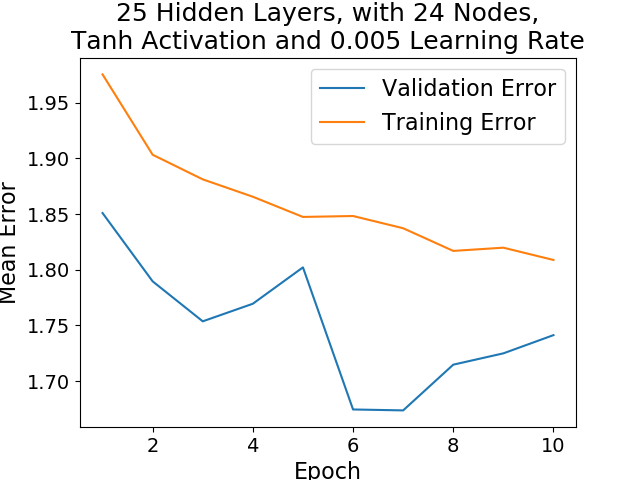 25 Hidden Layers, with 24 Nodes,
Tanh Activation and 0.005 Learning Rate
Validation Error
Training Error
Mean Error
1.95
1.90
1.85
1.80
1.75
1.70
2 4 6 8 10
Epoch